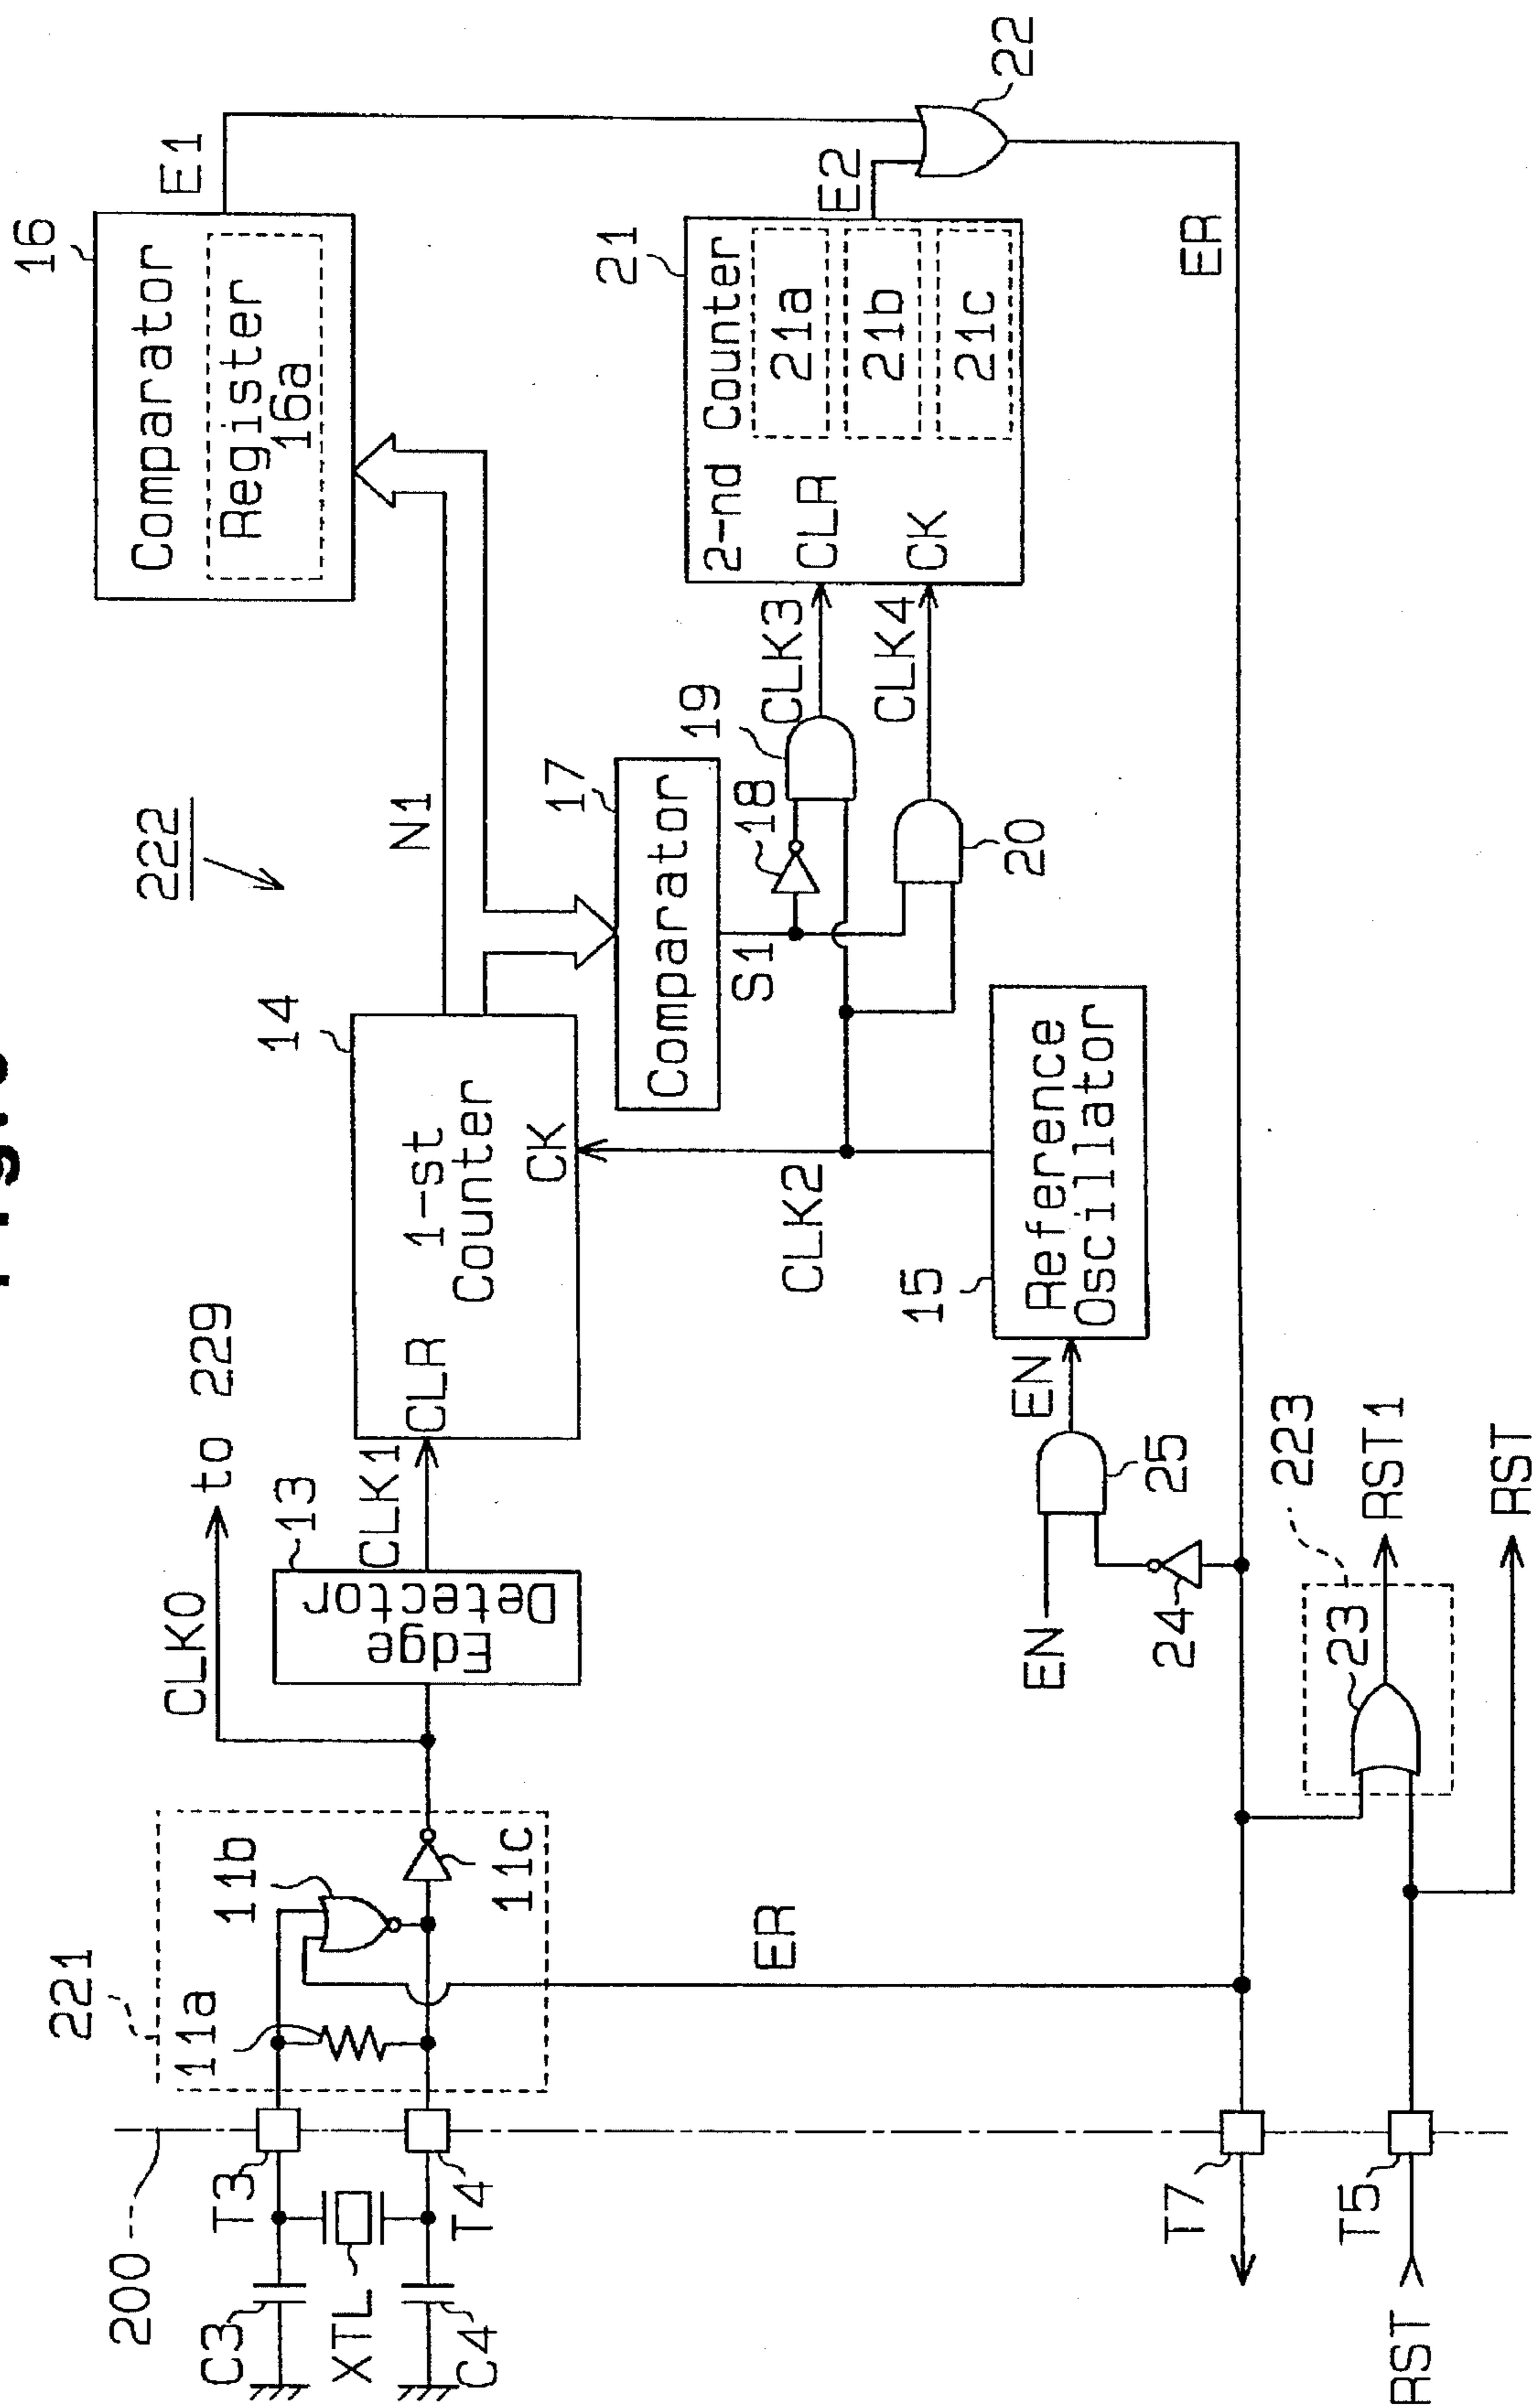 222
200
C3
XTL
C4
T3
T4
221
11a
11b
11c
CLK0
to 229
13
Edge
Detector
CLK1
14
1-st
Counter
CLR
CK
N1
16
Comparator
Register
16a
E1
17
Comparator
S1
18
19
20
CLK3
CLK4
21
2-nd Counter
CLR
CK
21a
21b
21c
E2
22
ER
CLK2
15
Reference
Oscillator
EN
25
EN
24
ER
223
23
RST1
RST
T7
T5
RST